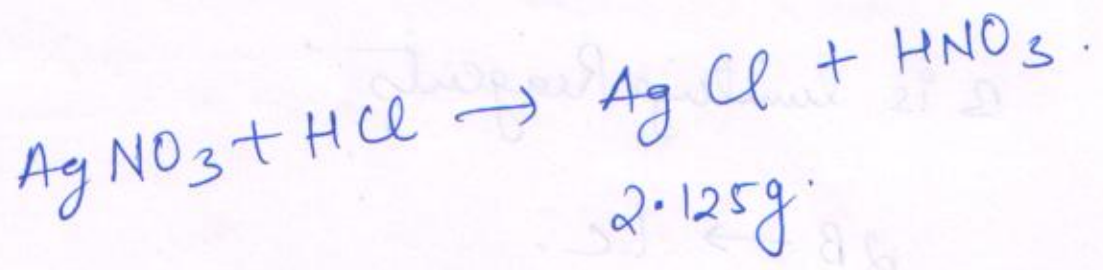 AgNO₃ + HCl → AgCl + HNO₃.
2.125g.